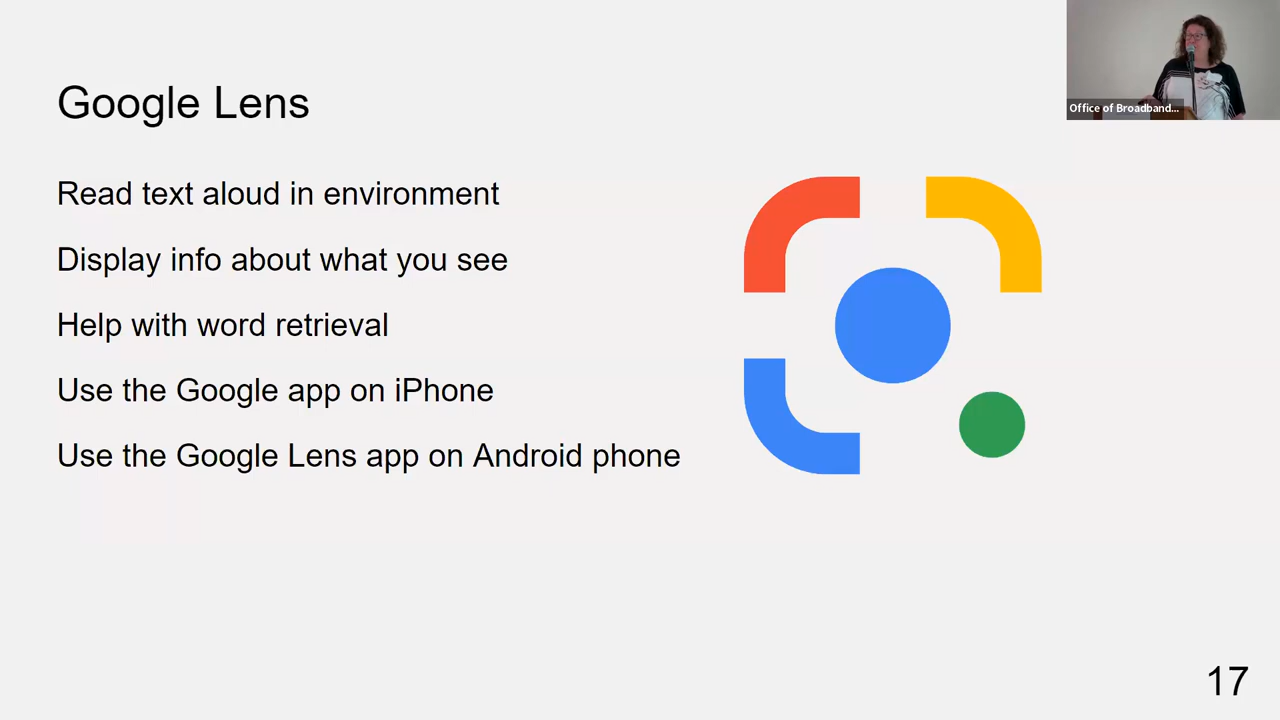 Google Lens
Office of Broadband...
Read text aloud in environment
Display info about what you see
Help with word retrieval
Use the Google app on iPhone
Use the Google Lens app on Android phone
17